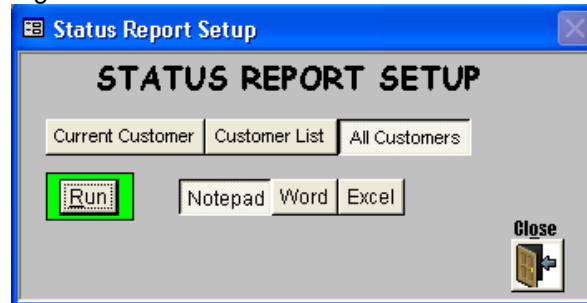 Status Report Setup
STATUS REPORT SETUP
Current Customer Customer List All Customers
Run Notepad Word Excel
Close